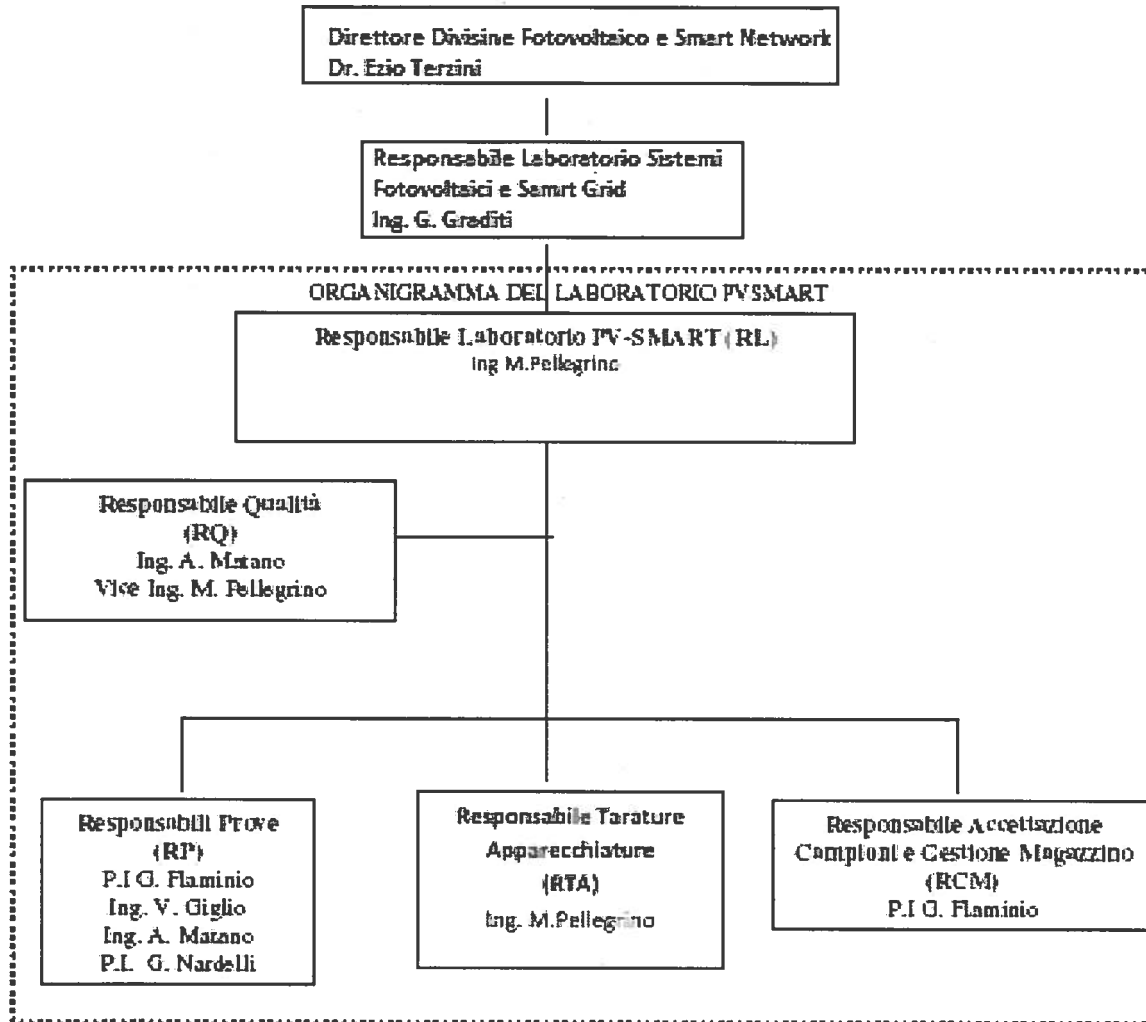 Direttore Divisine Fotovoltaico e Smart Network
Dr. Ezio Terzini
Responsabile Laboratorio Sistemi
Fotovoltaici e Samrt Grid
Ing. G. Graditi
ORGANIGRAMMA DEL LABORATORIO PVSMART
Responsabile Laboratorio PV-SMART (RL)
Ing M.Pellegrino
Responsabile Qualità
(RQ)
Ing. A. Matano
Vice Ing. M. Pellegrino
Responsabili Prove
(RP)
P.I G. Flaminio
Ing. V. Giglio
Ing. A. Matano
P.I. G. Nardelli
Responsabile Tarature
Apparecchiature
(RTA)
Ing. M.Pellegrino
Responsabile Accettazione
Campioni e Gestione Magazzino
(RCM)
P.I G. Flaminio